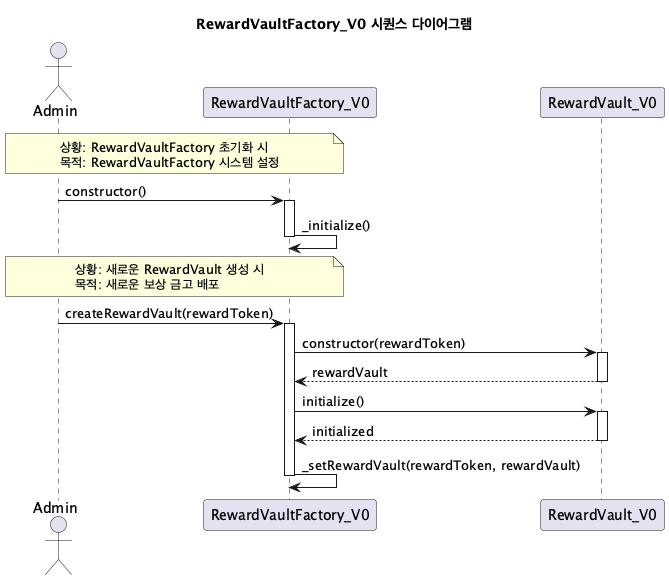 RewardVaultFactory_V0 시퀀스 다이어그램
Admin
RewardVaultFactory_V0
RewardVault_V0
상황: RewardVaultFactory 초기화 시
목적: RewardVaultFactory 시스템 설정
constructor()
_initialize()
상황: 새로운 RewardVault 생성 시
목적: 새로운 보상 금고 배포
createRewardVault(rewardToken)
constructor(rewardToken)
rewardVault
initialize()
initialized
_setRewardVault(rewardToken, rewardVault)
Admin
RewardVaultFactory_V0
RewardVault_V0